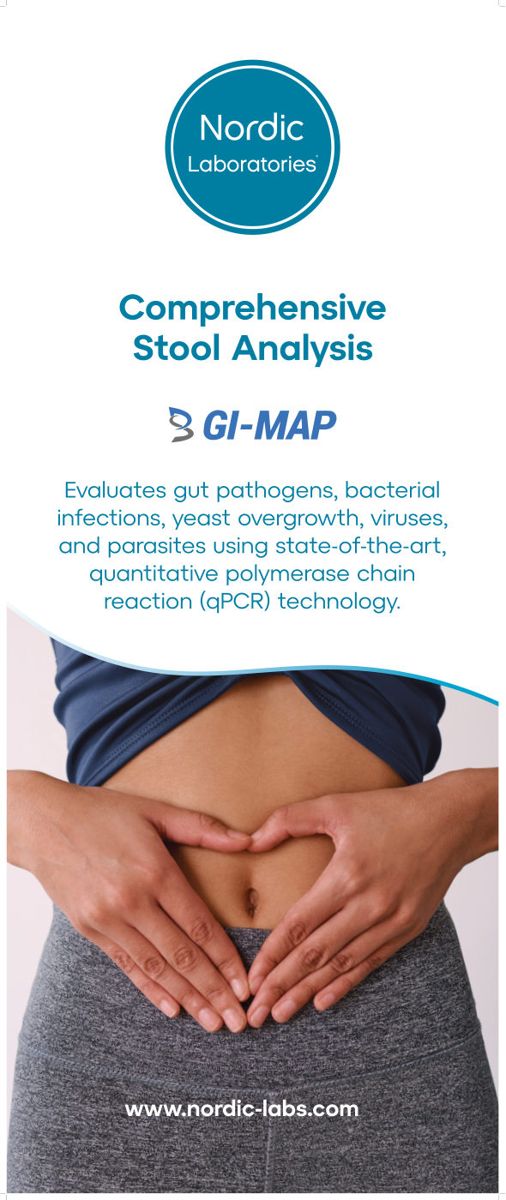 Nordic
Laboratories
Comprehensive
Stool Analysis
GI-MAP
Evaluates gut pathogens, bacterial
infections, yeast overgrowth, viruses,
and parasites using state-of-the-art,
quantitative polymerase chain
reaction (qPCR) technology.
www.nordic-labs.com